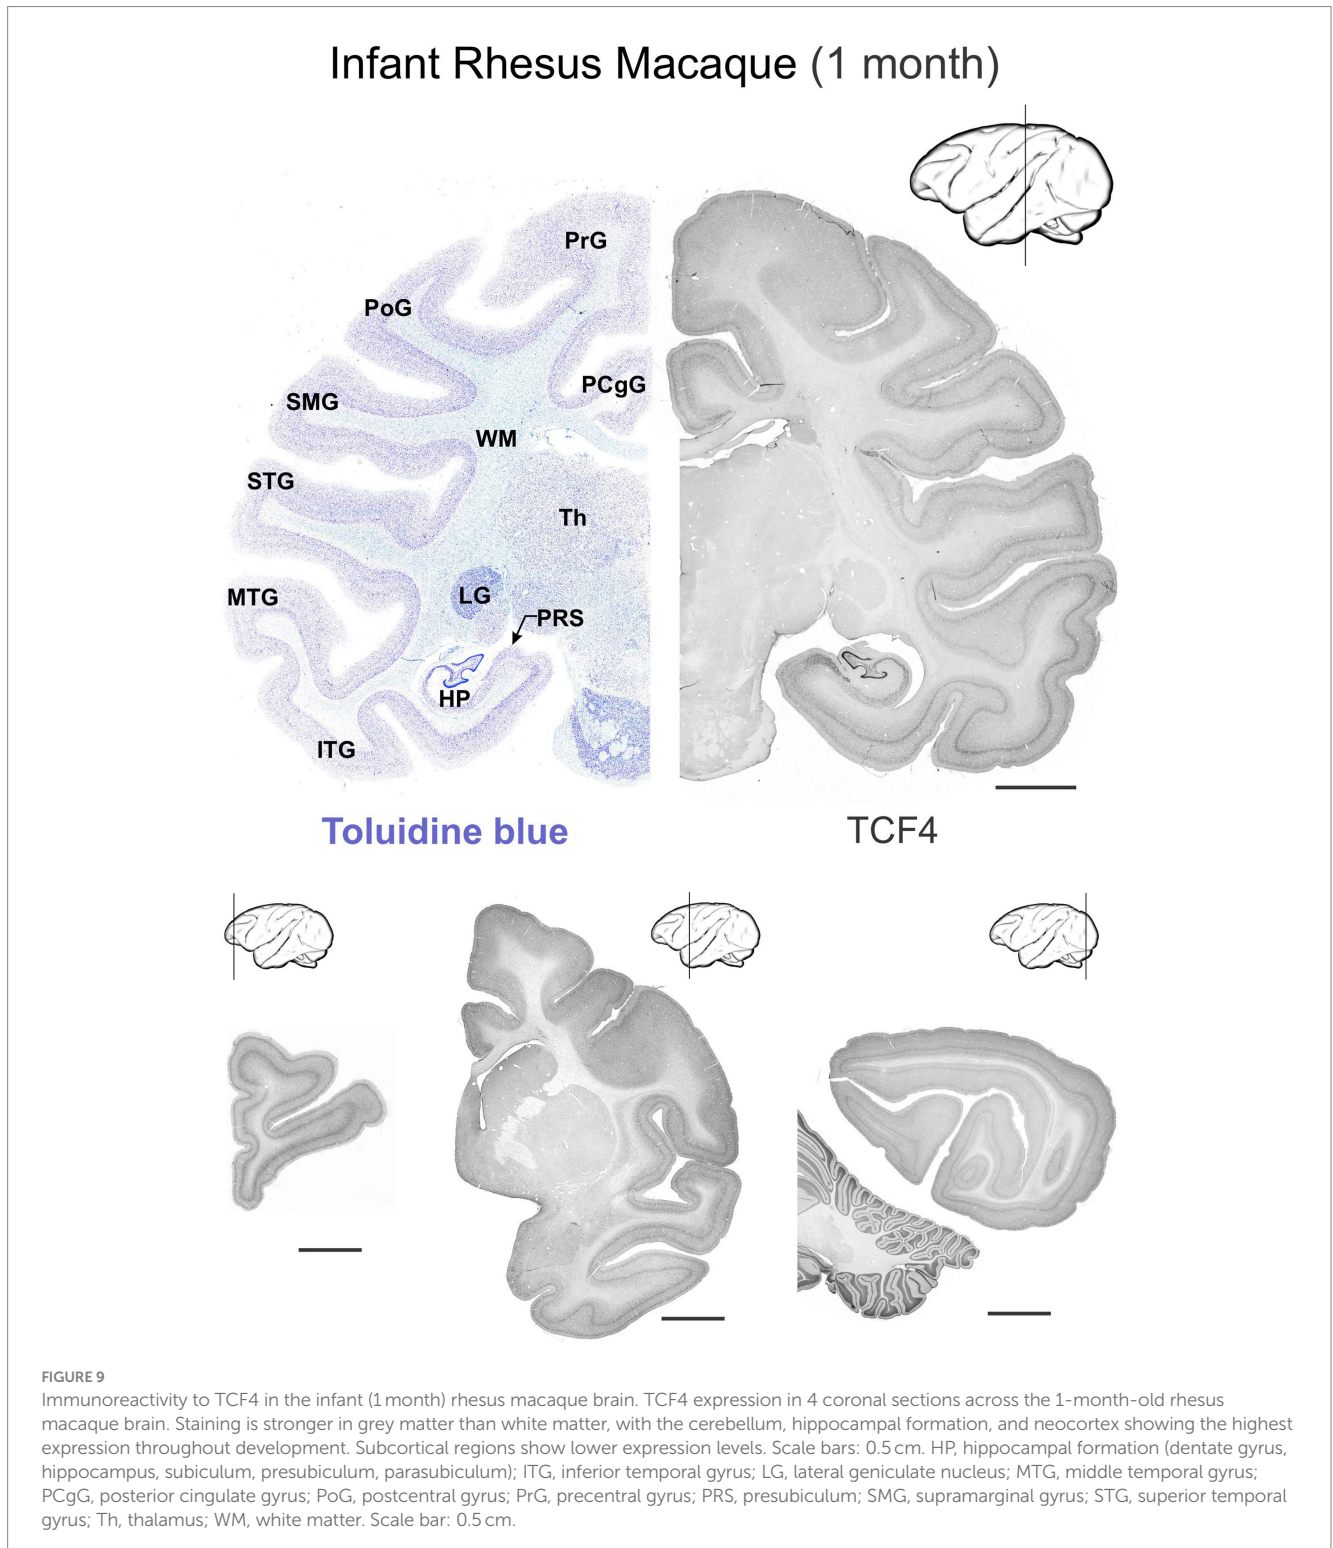 Infant Rhesus Macaque (1 month)
PrG
PoG
PCgG
SMG
WM
STG
Th
LG
MTG
PRS
HP
ITG
Toluidine blue
TCF4
FIGURE 9
Immunoreactivity to TCF4 in the infant (1 month) rhesus macaque brain. TCF4 expression in 4 coronal sections across the 1-month-old rhesus
macaque brain. Staining is stronger in grey matter than white matter, with the cerebellum, hippocampal formation, and neocortex showing the highest
expression throughout development. Subcortical regions show lower expression levels. Scale bars: 0.5 cm. HP, hippocampal formation (dentate gyrus,
hippocampus, subiculum, presubiculum, parasubiculum); ITG, inferior temporal gyrus; LG, lateral geniculate nucleus; MTG, middle temporal gyrus;
PCgG, posterior cingulate gyrus; PoG, postcentral gyrus; PrG, precentral gyrus; PRS, presubiculum; SMG, supramarginal gyrus; STG, superior temporal
gyrus; Th, thalamus; WM, white matter. Scale bar: 0.5 cm.